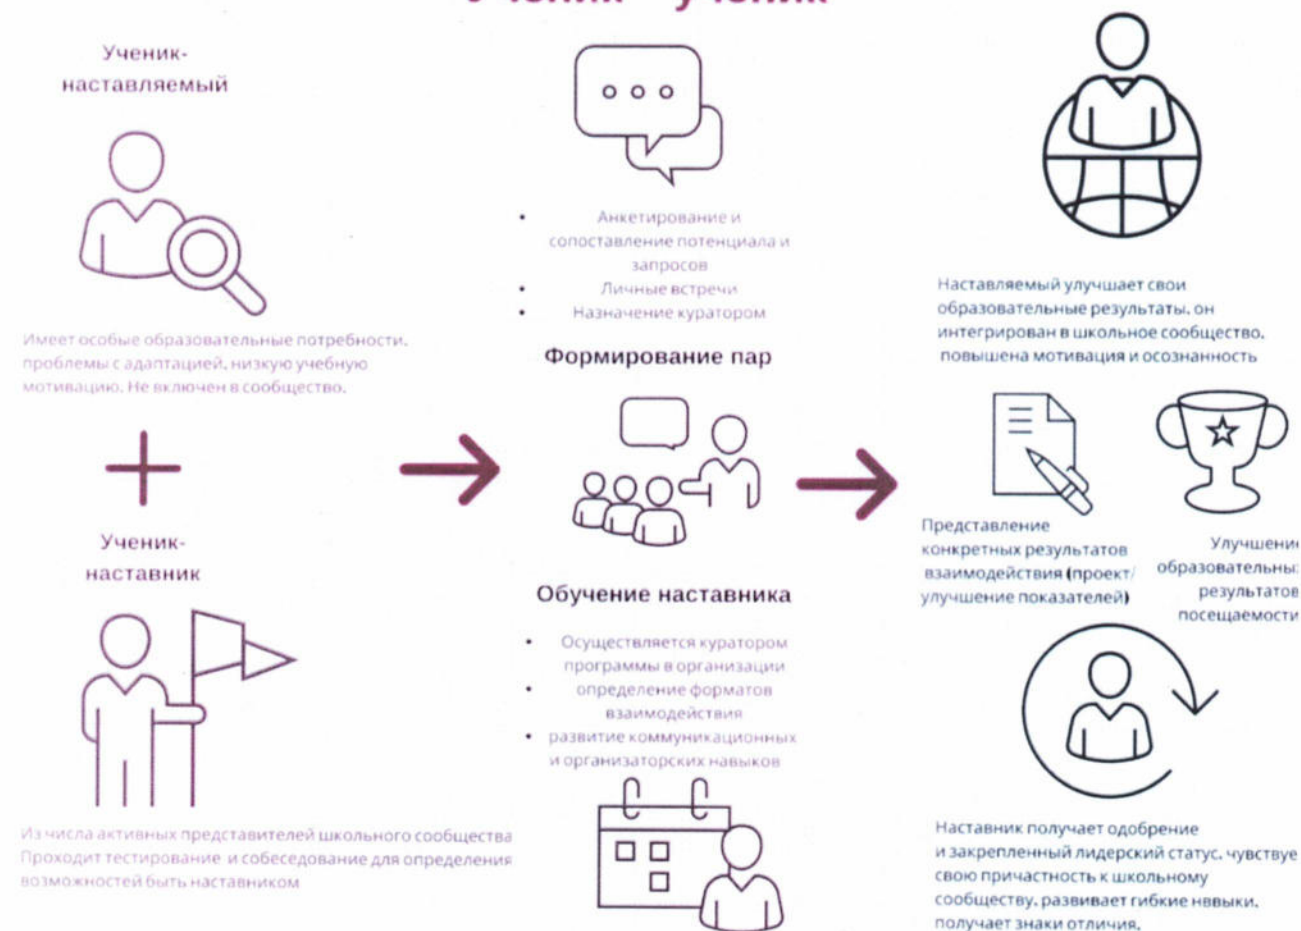 Ученик-
наставляемый
Имеет особые образовательные потребности,
проблемы с адаптацией, низкую учебную
мотивацию. Не включен в сообщество.
Ученик-
наставник
Из числа активных представителей школьного сообщества
Проходит тестирование и собеседование для определения
возможностей быть наставником
• Анкетирование и
сопоставление потенциала и
запросов
• Личные встречи
• Назначение куратором
Формирование пар
Обучение наставника
• Осуществляется куратором
программы в организации
• определение форматов
взаимодействия
• развитие коммуникационных
и организаторских навыков
Наставляемый улучшает свои
образовательные результаты, он
интегрирован в школьное сообщество,
повышена мотивация и осознанность
Представление
конкретных результатов
взаимодействия (проект/
улучшение показателей)
Улучшени
образовательны
результатов
посещаемости
Наставник получает одобрение
и закрепленный лидерский статус, чувствуе
свою причастность к школьному
сообществу, развивает гибкие нввыки,
получает знаки отличия.